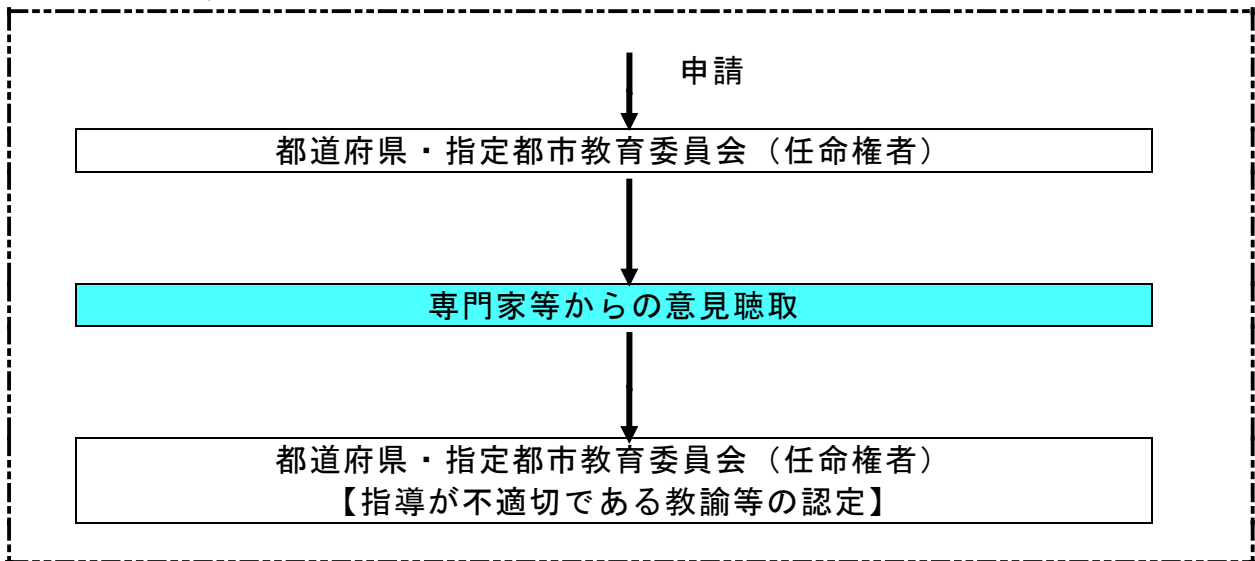 申請
都道府県・指定都市教育委員会（任命権者）
専門家等からの意見聴取
都道府県・指定都市教育委員会（任命権者）
【指導が不適切である教諭等の認定】